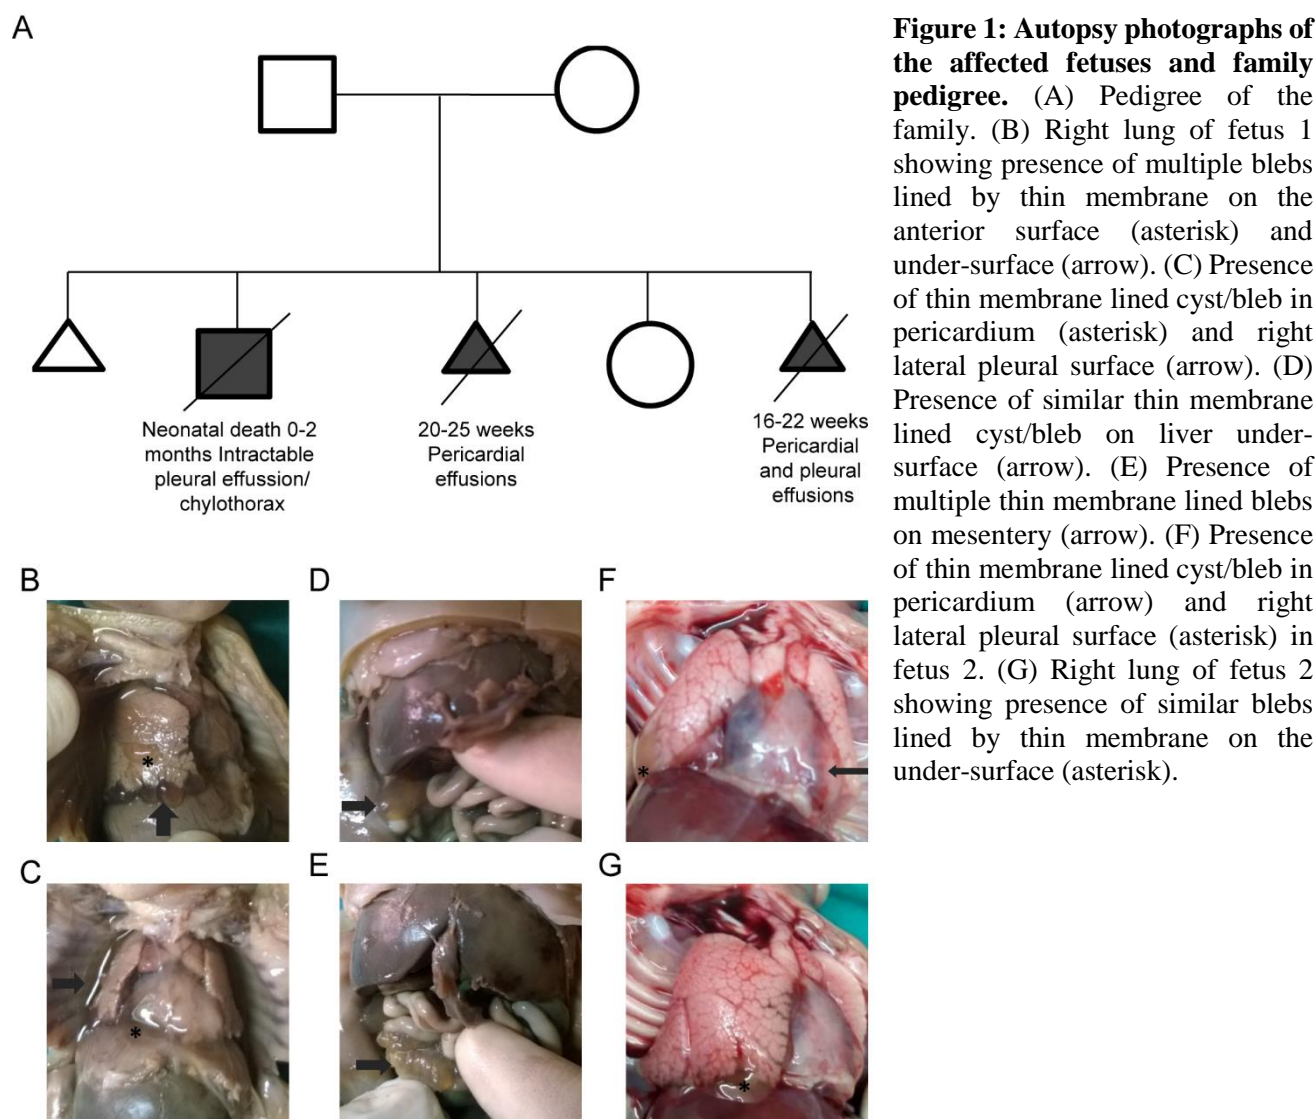 A
Neonatal death 0-2
months Intractable
pleural effussion/
chylothorax
20-25 weeks
Pericardial
effusions
16-22 weeks
Pericardial
and pleural
effusions
B
*
D
F
*
C
*
E
G
*
Figure 1: Autopsy photographs of
the affected fetuses and family
pedigree. (A) Pedigree of the
family. (B) Right lung of fetus 1
showing presence of multiple blebs
lined by thin membrane on the
anterior surface (asterisk) and
under-surface (arrow). (C) Presence
of thin membrane lined cyst/bleb in
pericardium (asterisk) and right
lateral pleural surface (arrow). (D)
Presence of similar thin membrane
lined cyst/bleb on liver under-
surface (arrow). (E) Presence of
multiple thin membrane lined blebs
on mesentery (arrow). (F) Presence
of thin membrane lined cyst/bleb in
pericardium (arrow) and right
lateral pleural surface (asterisk) in
fetus 2. (G) Right lung of fetus 2
showing presence of similar blebs
lined by thin membrane on the
under-surface (asterisk).